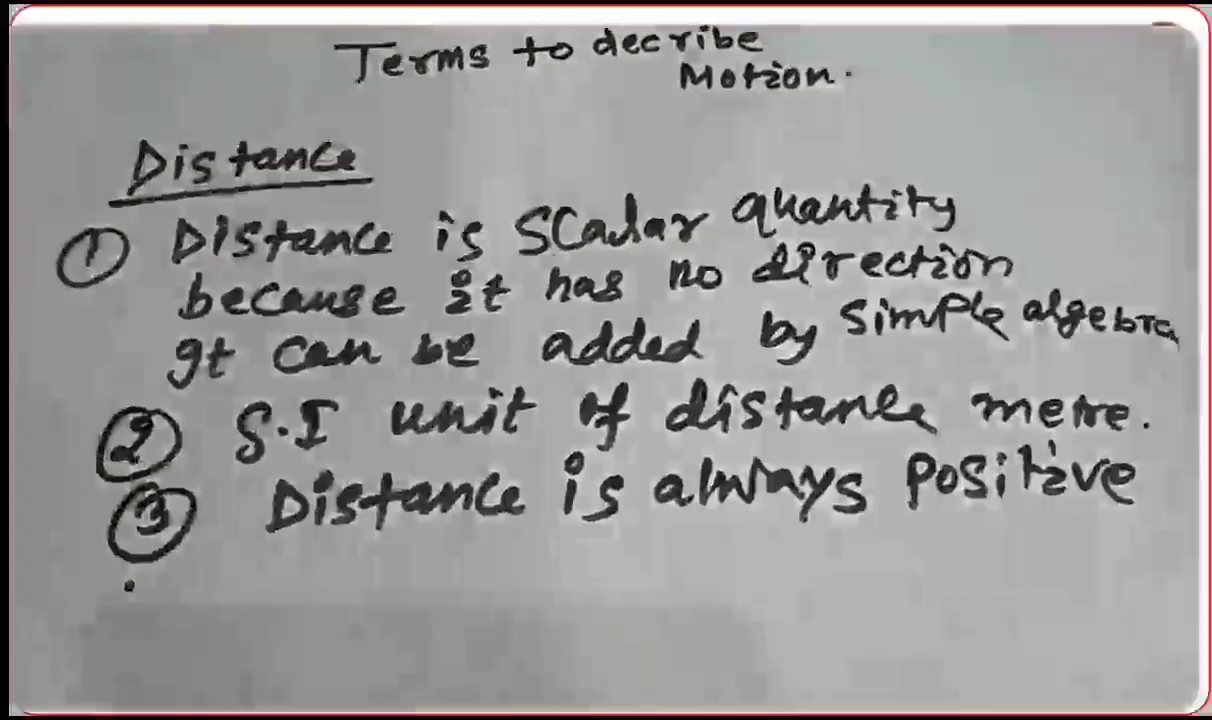 Terms to decribe
Motion.
Distance
① Distance is Scalar quantity
because it has no direction
It can be added by Simple algebra
② S.I unit of distance metre.
③ Distance is always Positive